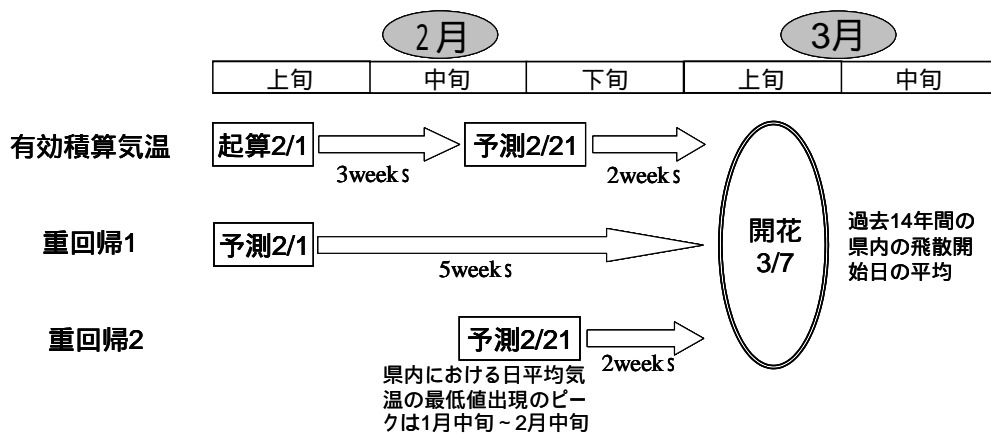 2月 3月
上旬 中旬 下旬 上旬 中旬
有効積算気温 起算2/1 予測2/21
3weeks 2weeks
重回帰1 予測2/1
5weeks
開花
3/7
過去14年間の
県内の飛散開
始日の平均
重回帰2 予測2/21
2weeks
県内における日平均気
温の最低値出現のピー
クは1月中旬~2月中旬